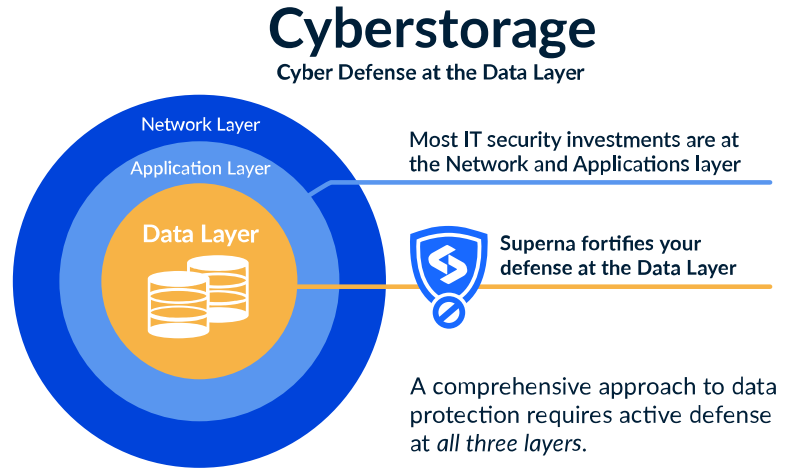 Cyberstorage
Cyber Defense at the Data Layer
Network Layer
Application Layer
Data Layer
Most IT security investments are at
the Network and Applications layer
Superna fortifies your
defense at the Data Layer
A comprehensive approach to data
protection requires active defense
at all three layers.